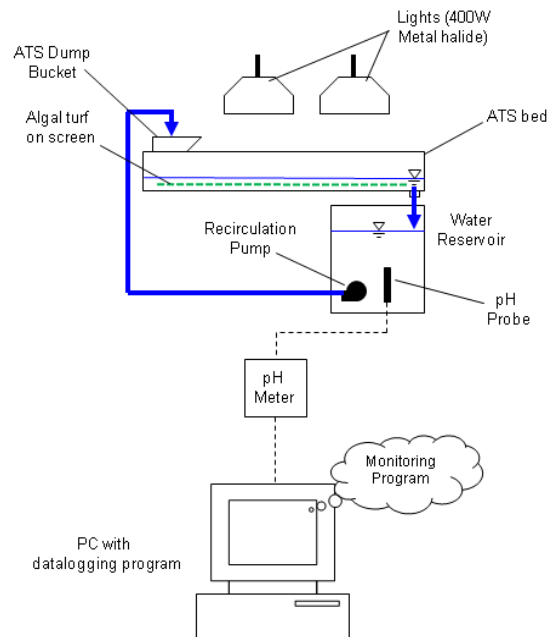 Lights (400W
Metal halide)
ATS Dump
Bucket
Algal turf
on screen
ATS bed
Recirculation
Pump
Water
Reservoir
pH
Probe
pH
Meter
Monitoring
Program
PC with
datalogging program